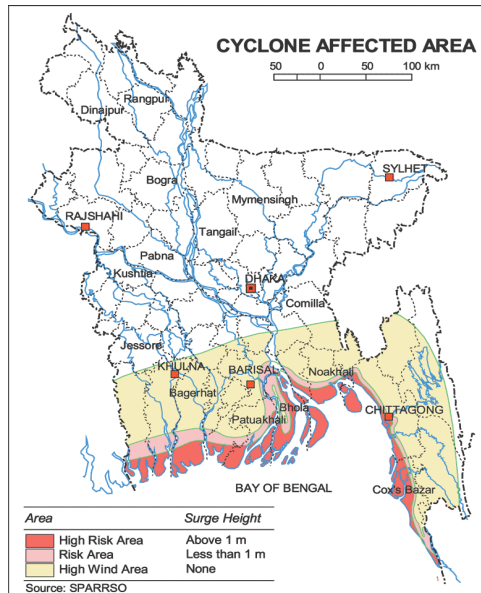 CYCLONE AFFECTED AREA
50 0 50 100 km
Rangpur
Dinajpur
SYLHET
Bogra
Mymensingh
RAJSHAHI
Tangail
Pabna
Kushtia
DHAKA
Comilla
Jessore
KHULNA
BARISAL
Noakhali
Bagerhat
Bhola
Patuakhali
CHITTAGONG
BAY OF BENGAL
Cox's Bazar
Area Surge Height
High Risk Area Above 1 m
Risk Area Less than 1 m
High Wind Area None
Source: SPARRSO